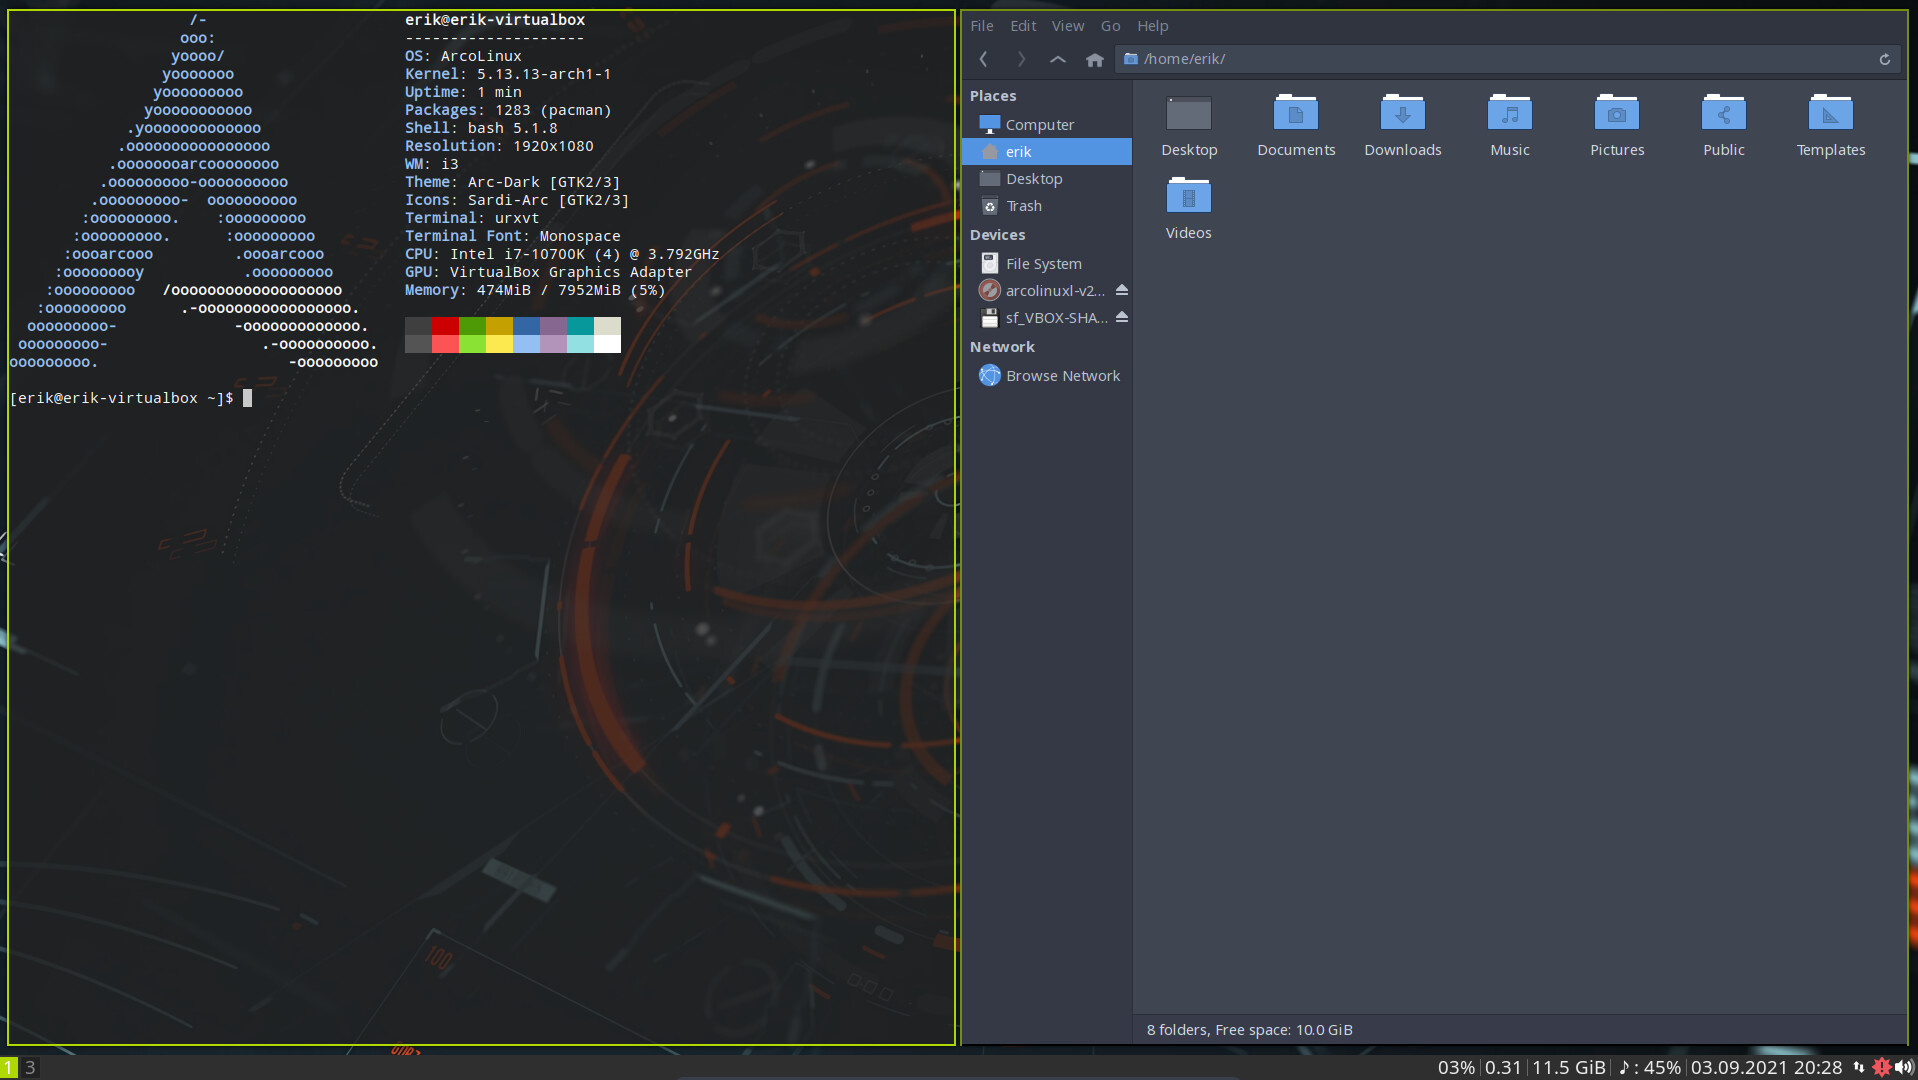 /-
ooo:
yoooo/
yooooooo
yooooooooo
yooooooooooo
.yooooooooooooo
.oooooooooooooooo
.oooooooarcoooooooo
.ooooooooo-oooooooooo
.ooooooooo-  oooooooooo
:ooooooooo.    :ooooooooo
:ooooooooo.      :ooooooooo
:oooarcooo         .oooarcooo
:ooooooooy           .ooooooooo
:ooooooooo   /ooooooooooooooooooo
:ooooooooo      .-ooooooooooooooooo.
ooooooooo-             -ooooooooooooo.
ooooooooo-                 .-oooooooooo.
ooooooooo.                     -ooooooooo
erik@erik-virtualbox
--------------------
OS: ArcoLinux
Kernel: 5.13.13-arch1-1
Uptime: 1 min
Packages: 1283 (pacman)
Shell: bash 5.1.8
Resolution: 1920x1080
WM: i3
Theme: Arc-Dark [GTK2/3]
Icons: Sardi-Arc [GTK2/3]
Terminal: urxvt
Terminal Font: Monospace
CPU: Intel i7-10700K (4) @ 3.792GHz
GPU: VirtualBox Graphics Adapter
Memory: 474MiB / 7952MiB (5%)
[erik@erik-virtualbox ~]$
100
File Edit View Go Help
/home/erik/
Places
Computer
erik
Desktop
Trash
Devices
File System
arcolinuxl-v2...
sf_VBOX-SHA...
Network
Browse Network
Desktop Documents Downloads Music Pictures Public Templates
Videos
8 folders, Free space: 10.0 GiB
1 3
03% 0.31 11.5 GiB ♪: 45% 03.09.2021 20:28